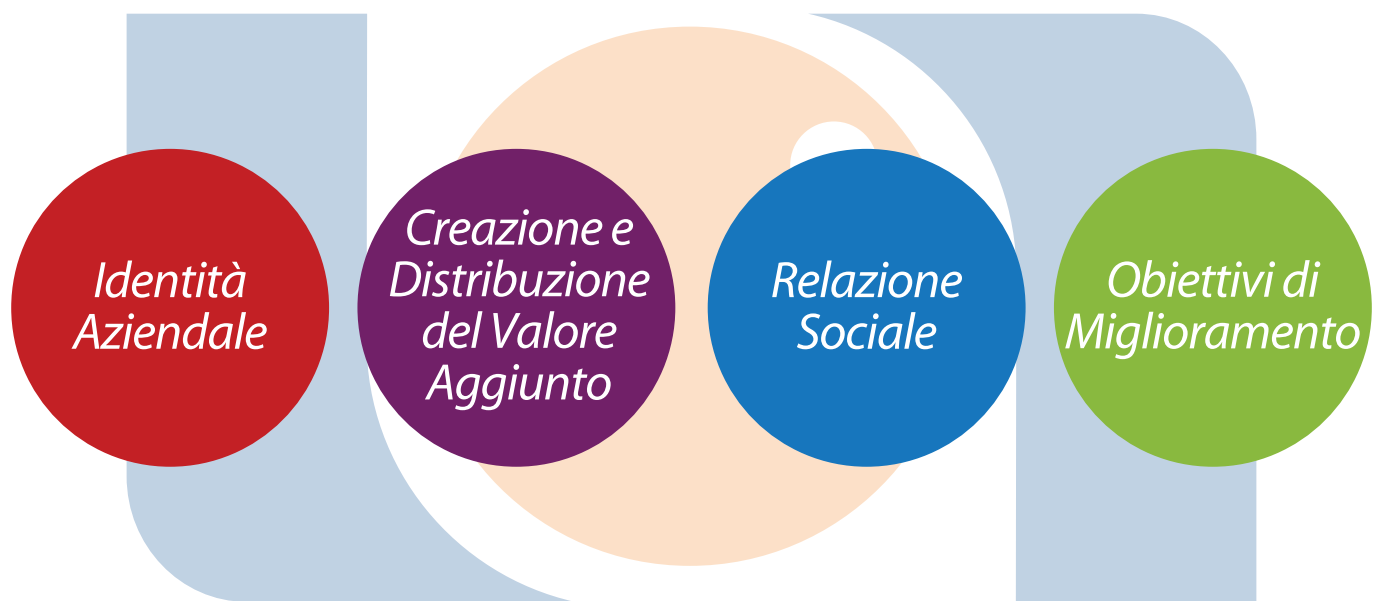 Identità
Aziendale
Creazione e
Distribuzione
del Valore
Aggiunto
Relazione
Sociale
Obiettivi di
Miglioramento